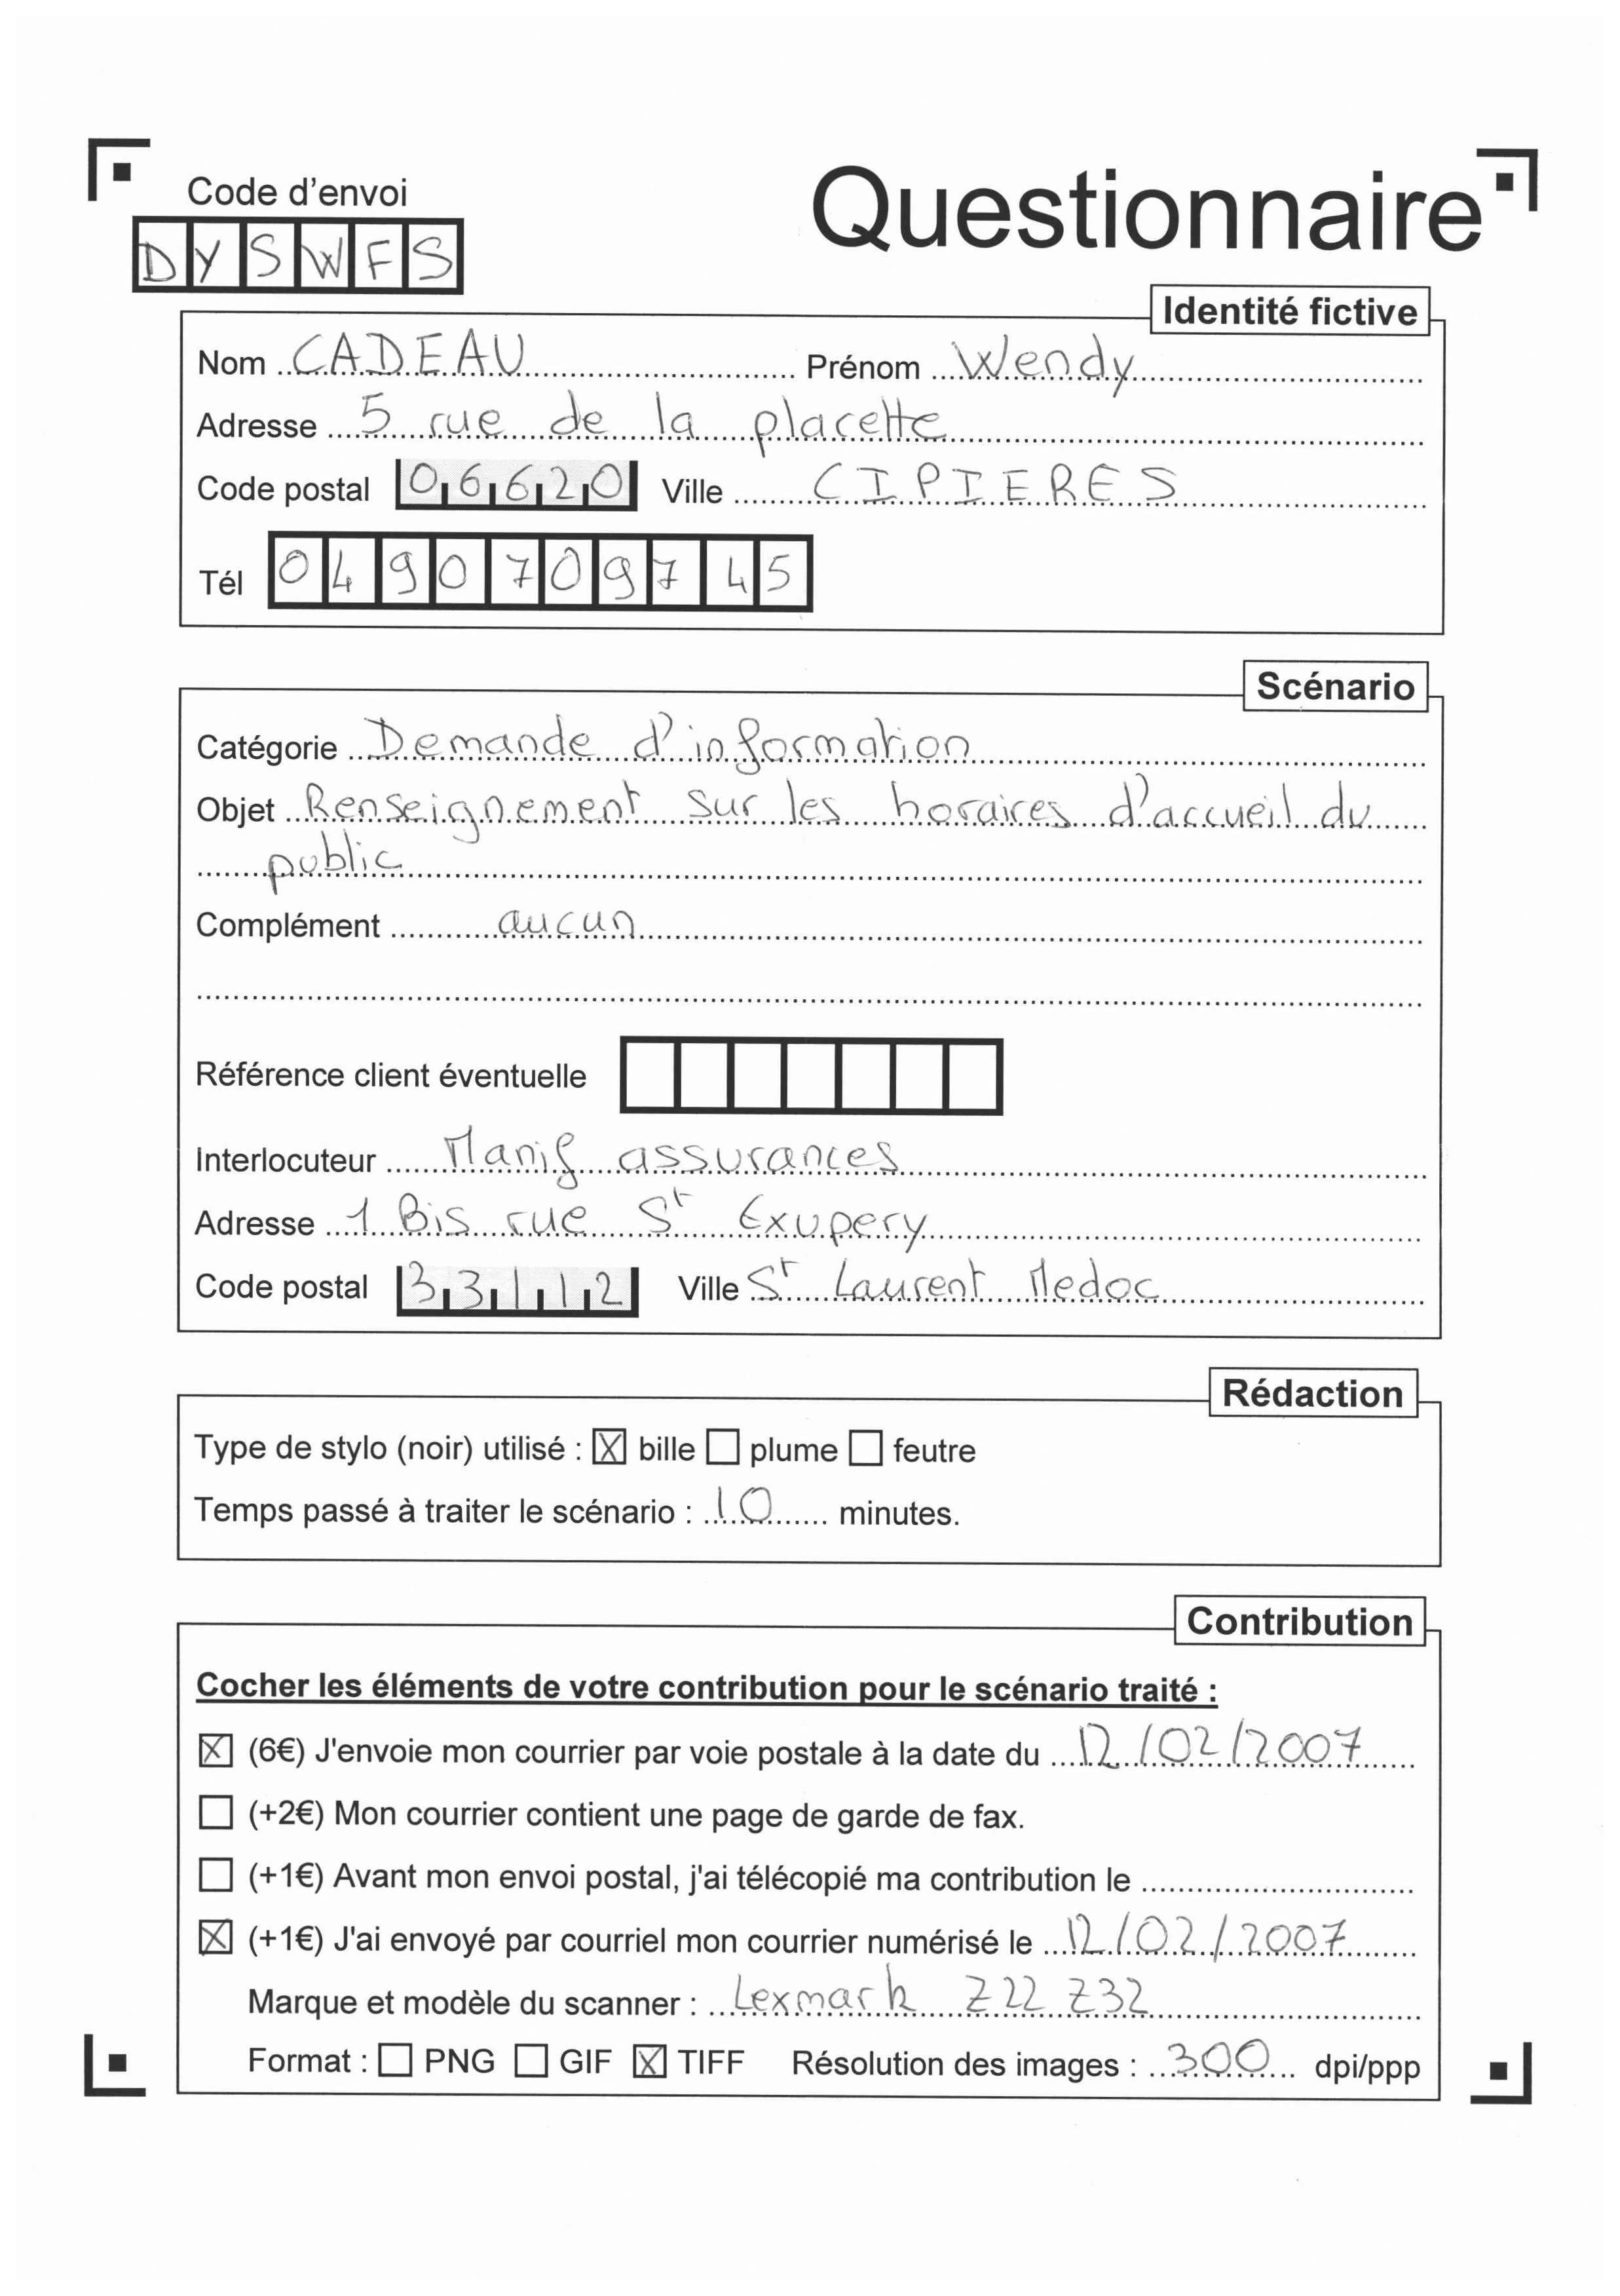 Code d'envoi
Questionnaire
DYSWFS
Identité fictive
Nom CADEAU Prénom Wendy
Adresse 5 rue de la placette
Code postal 06620 Ville CIPIERES
Tél 0490709745
Scénario
Catégorie Demande d'information
Objet Renseignement sur les horaires d'accueil du
public
Complément aucun
Référence client éventuelle
Interlocuteur Manif assurances
Adresse 1 Bis rue St Exupery
Code postal 33112 Ville St Laurent Medoc
Rédaction
Type de stylo (noir) utilisé : ☒ bille ☐ plume ☐ feutre
Temps passé à traiter le scénario : 10 minutes.
Contribution
Cocher les éléments de votre contribution pour le scénario traité :
☒ (6€) J'envoie mon courrier par voie postale à la date du 12/02/2007
☐ (+2€) Mon courrier contient une page de garde de fax.
☐ (+1€) Avant mon envoi postal, j'ai télécopié ma contribution le
☒ (+1€) J'ai envoyé par courriel mon courrier numérisé le 12/02/2007
Marque et modèle du scanner : Lexmark Z22 Z32
Format : ☐ PNG ☐ GIF ☒ TIFF Résolution des images : 300 dpi/ppp